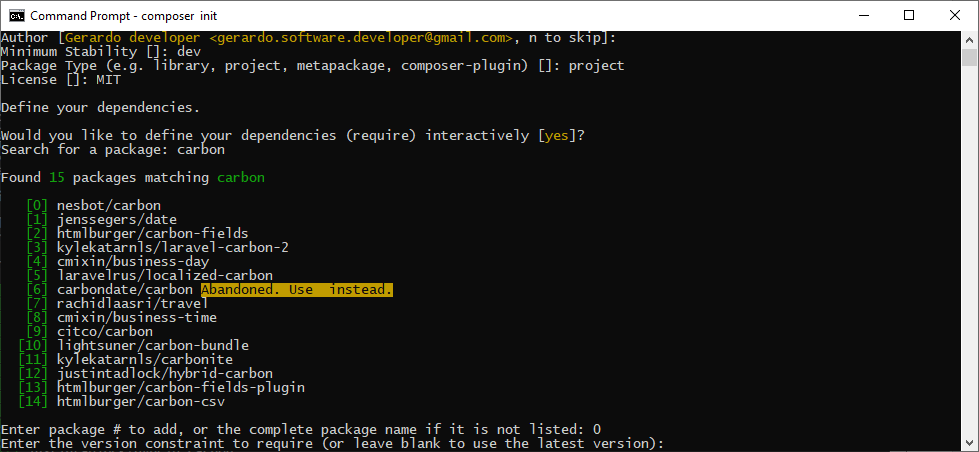 Command Prompt - composer init
Author [Gerardo developer <gerardo.software.developer@gmail.com>, n to skip]:
Minimum Stability []: dev
Package Type (e.g. library, project, metapackage, composer-plugin) []: project
License []: MIT
Define your dependencies.
Would you like to define your dependencies (require) interactively [yes]?
Search for a package: carbon
Found 15 packages matching carbon
[0] nesbot/carbon
[1] jenssegers/date
[2] htmlburger/carbon-fields
[3] kylekatarnls/laravel-carbon-2
[4] cmixin/business-day
[5] laravelrus/localized-carbon
[6] carbondate/carbon Abandoned. Use  instead.
[7] rachidlaasri/travel
[8] cmixin/business-time
[9] citco/carbon
[10] lightsuner/carbon-bundle
[11] kylekatarnls/carbonite
[12] justintadlock/hybrid-carbon
[13] htmlburger/carbon-fields-plugin
[14] htmlburger/carbon-csv
Enter package # to add, or the complete package name if it is not listed: 0
Enter the version constraint to require (or leave blank to use the latest version):